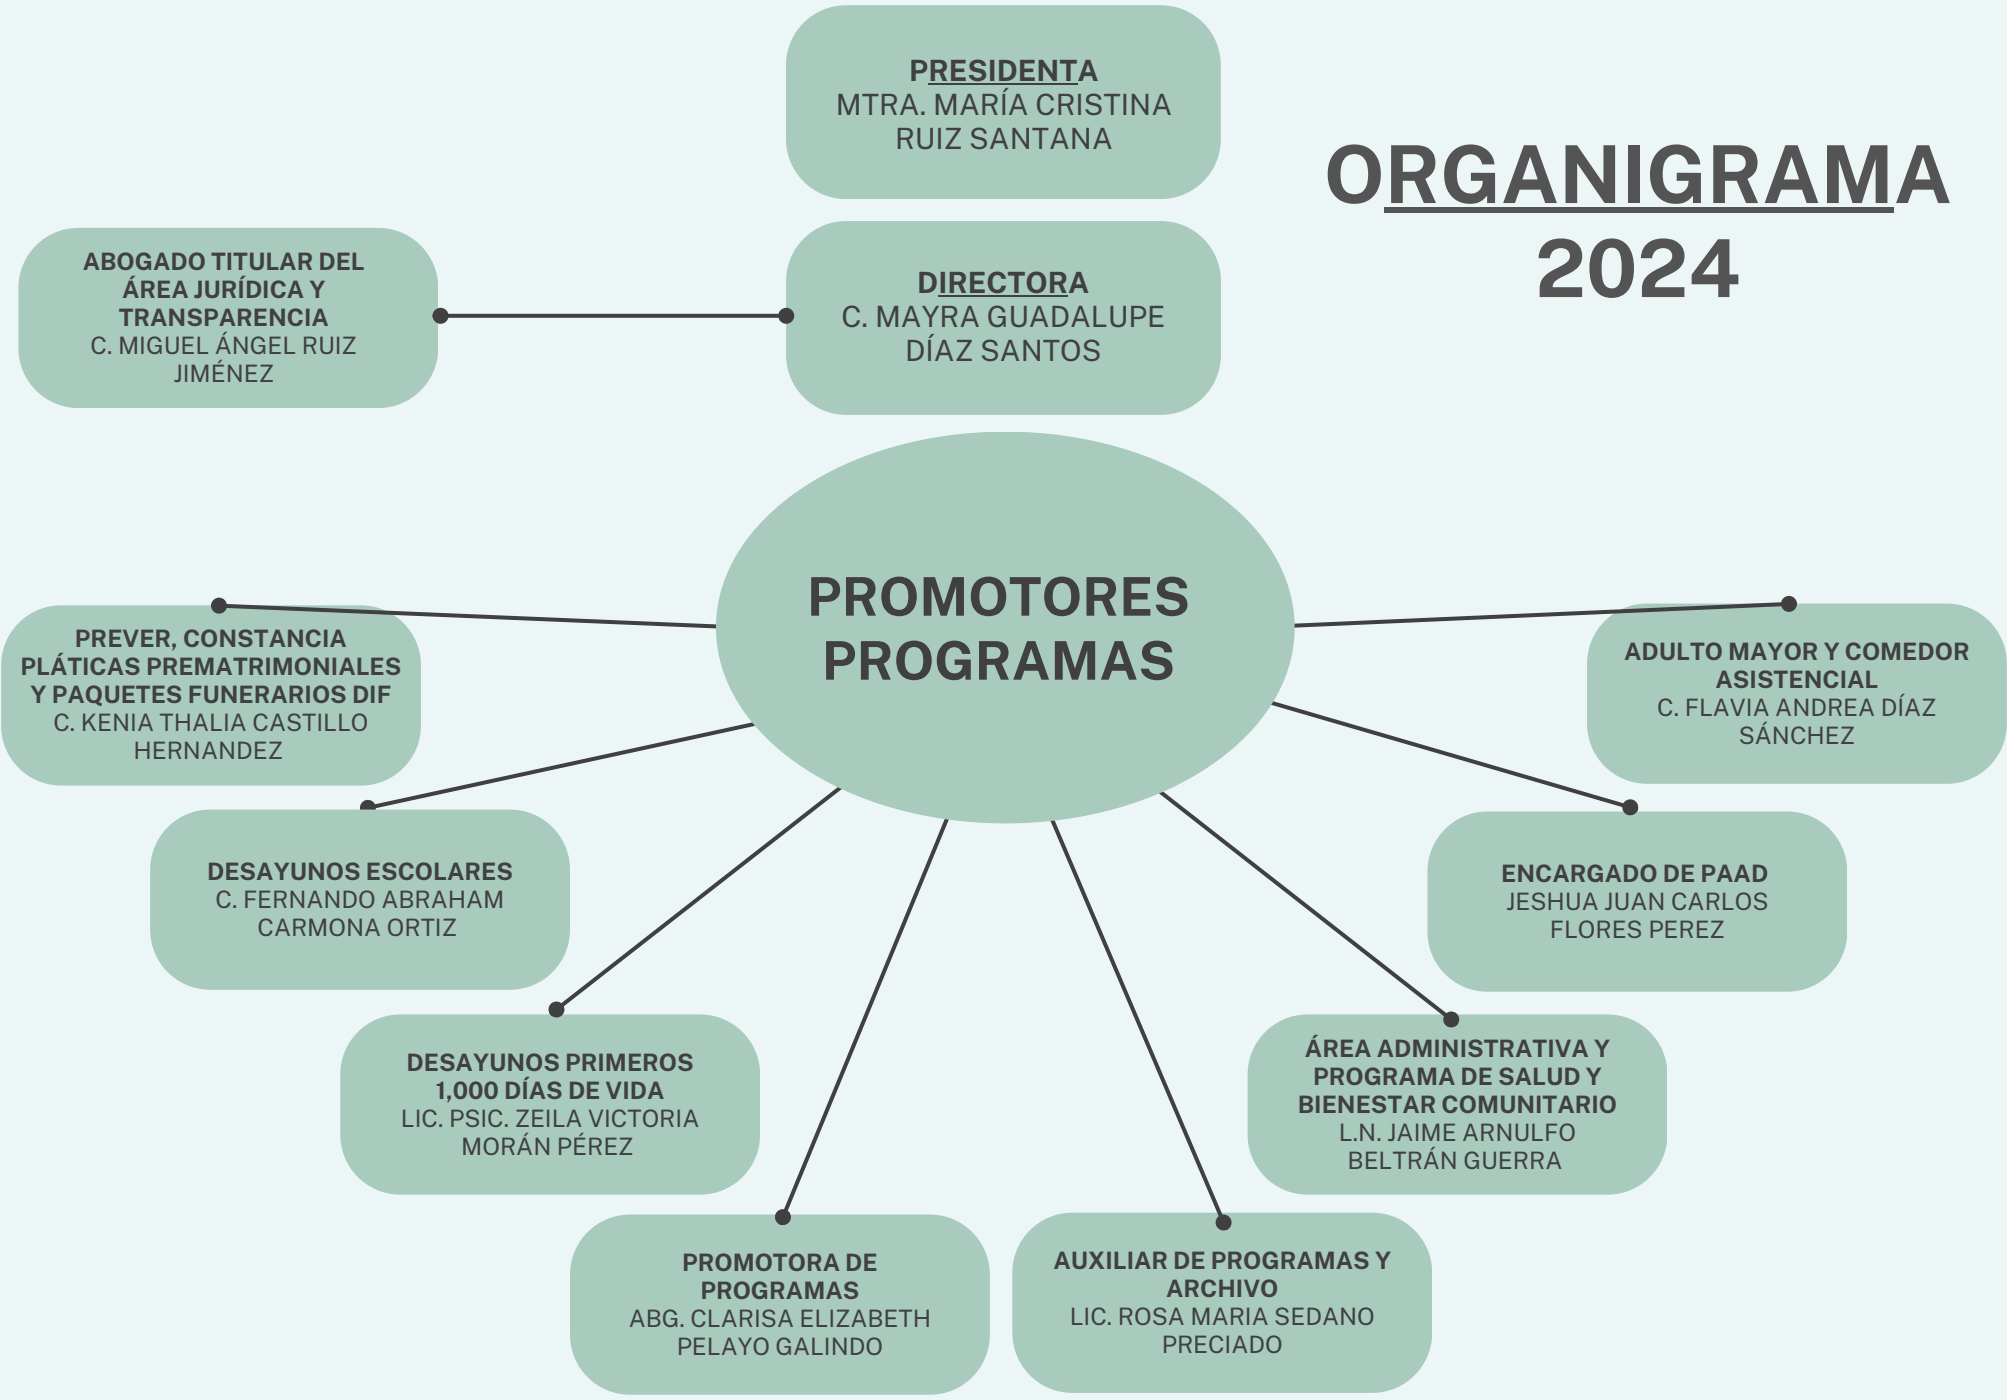 PRESIDENTA
MTRA. MARÍA CRISTINA
RUIZ SANTANA
ORGANIGRAMA
2024
ABOGADO TITULAR DEL
ÁREA JURÍDICA Y
TRANSPARENCIA
C. MIGUEL ÁNGEL RUIZ
JIMÉNEZ
DIRECTORA
C. MAYRA GUADALUPE
DÍAZ SANTOS
PROMOTORES
PROGRAMAS
PREVER, CONSTANCIA
PLÁTICAS PREMATRIMONIALES
Y PAQUETES FUNERARIOS DIF
C. KENIA THALIA CASTILLO
HERNANDEZ
ADULTO MAYOR Y COMEDOR
ASISTENCIAL
C. FLAVIA ANDREA DÍAZ
SÁNCHEZ
DESAYUNOS ESCOLARES
C. FERNANDO ABRAHAM
CARMONA ORTIZ
ENCARGADO DE PAAD
JESHUA JUAN CARLOS
FLORES PEREZ
DESAYUNOS PRIMEROS
1,000 DÍAS DE VIDA
LIC. PSIC. ZEILA VICTORIA
MORÁN PÉREZ
ÁREA ADMINISTRATIVA Y
PROGRAMA DE SALUD Y
BIENESTAR COMUNITARIO
L.N. JAIME ARNULFO
BELTRÁN GUERRA
PROMOTORA DE
PROGRAMAS
ABG. CLARISA ELIZABETH
PELAYO GALINDO
AUXILIAR DE PROGRAMAS Y
ARCHIVO
LIC. ROSA MARIA SEDANO
PRECIADO